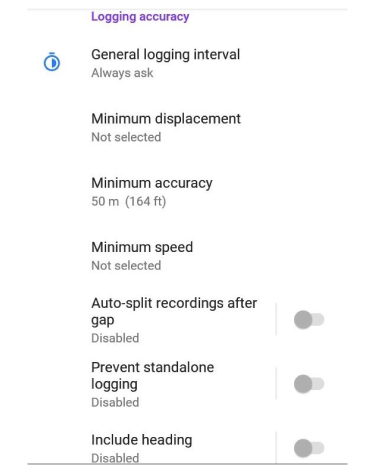 Logging accuracy
General logging interval
Always ask
Minimum displacement
Not selected
Minimum accuracy
50 m (164 ft)
Minimum speed
Not selected
Auto-split recordings after
gap
Disabled
Prevent standalone
logging
Disabled
Include heading
Disabled